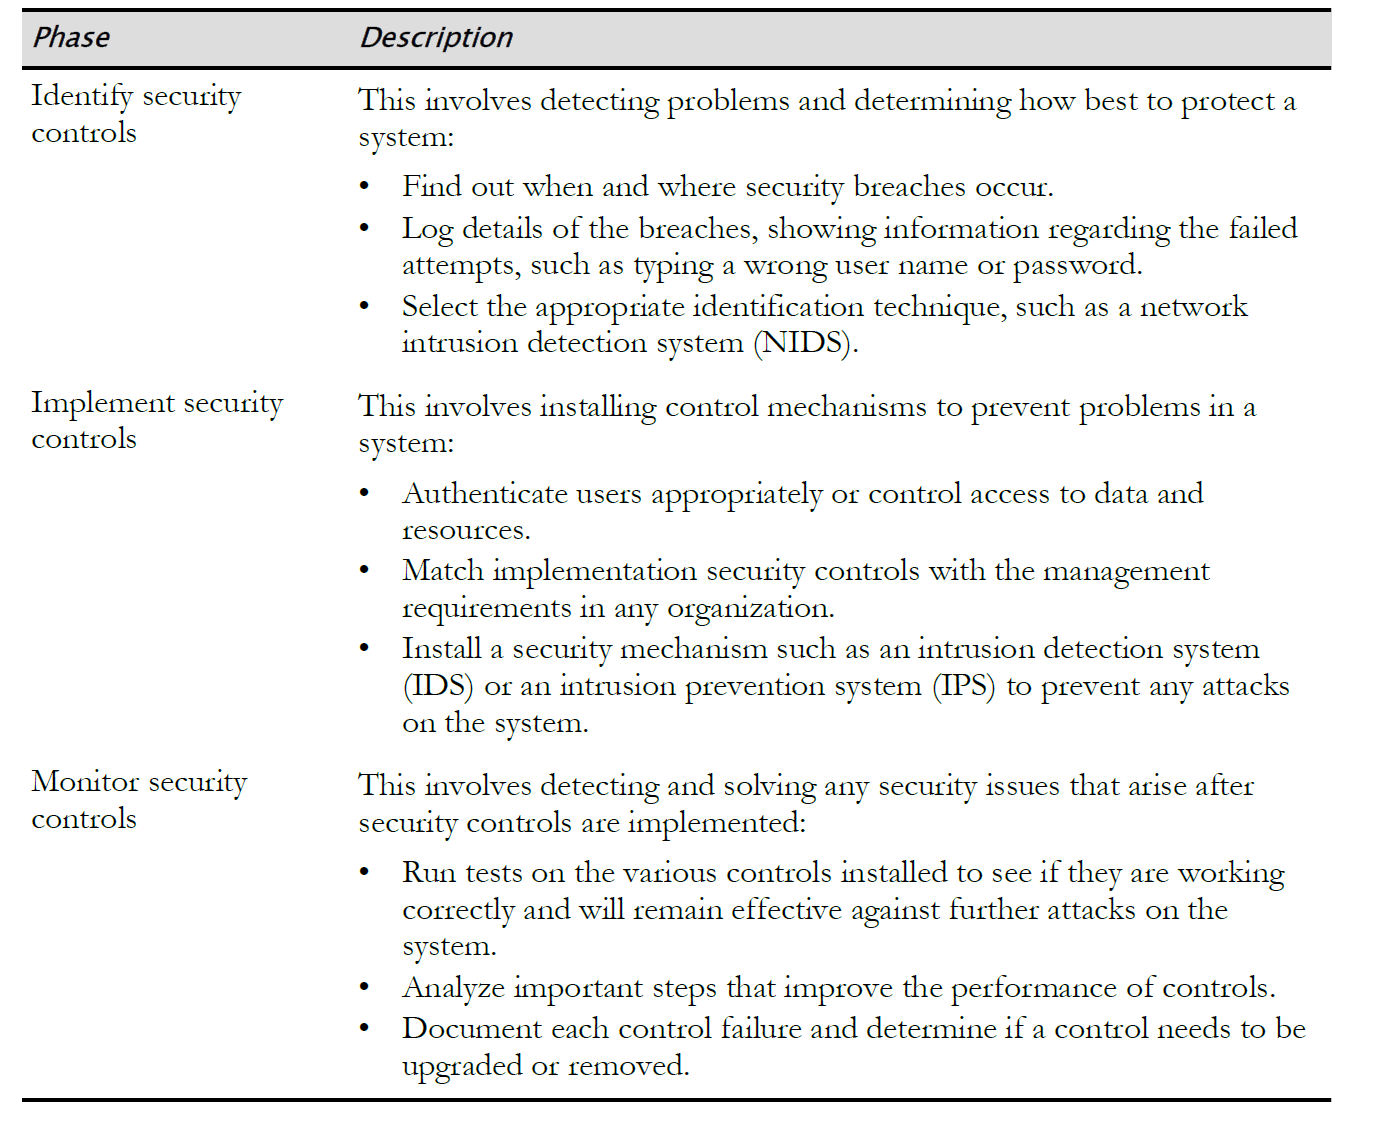 Phase Description
Identify security
controls
This involves detecting problems and determining how best to protect a
system:
• Find out when and where security breaches occur.
• Log details of the breaches, showing information regarding the failed
attempts, such as typing a wrong user name or password.
• Select the appropriate identification technique, such as a network
intrusion detection system (NIDS).
Implement security
controls
This involves installing control mechanisms to prevent problems in a
system:
• Authenticate users appropriately or control access to data and
resources.
• Match implementation security controls with the management
requirements in any organization.
• Install a security mechanism such as an intrusion detection system
(IDS) or an intrusion prevention system (IPS) to prevent any attacks
on the system.
Monitor security
controls
This involves detecting and solving any security issues that arise after
security controls are implemented:
• Run tests on the various controls installed to see if they are working
correctly and will remain effective against further attacks on the
system.
• Analyze important steps that improve the performance of controls.
• Document each control failure and determine if a control needs to be
upgraded or removed.